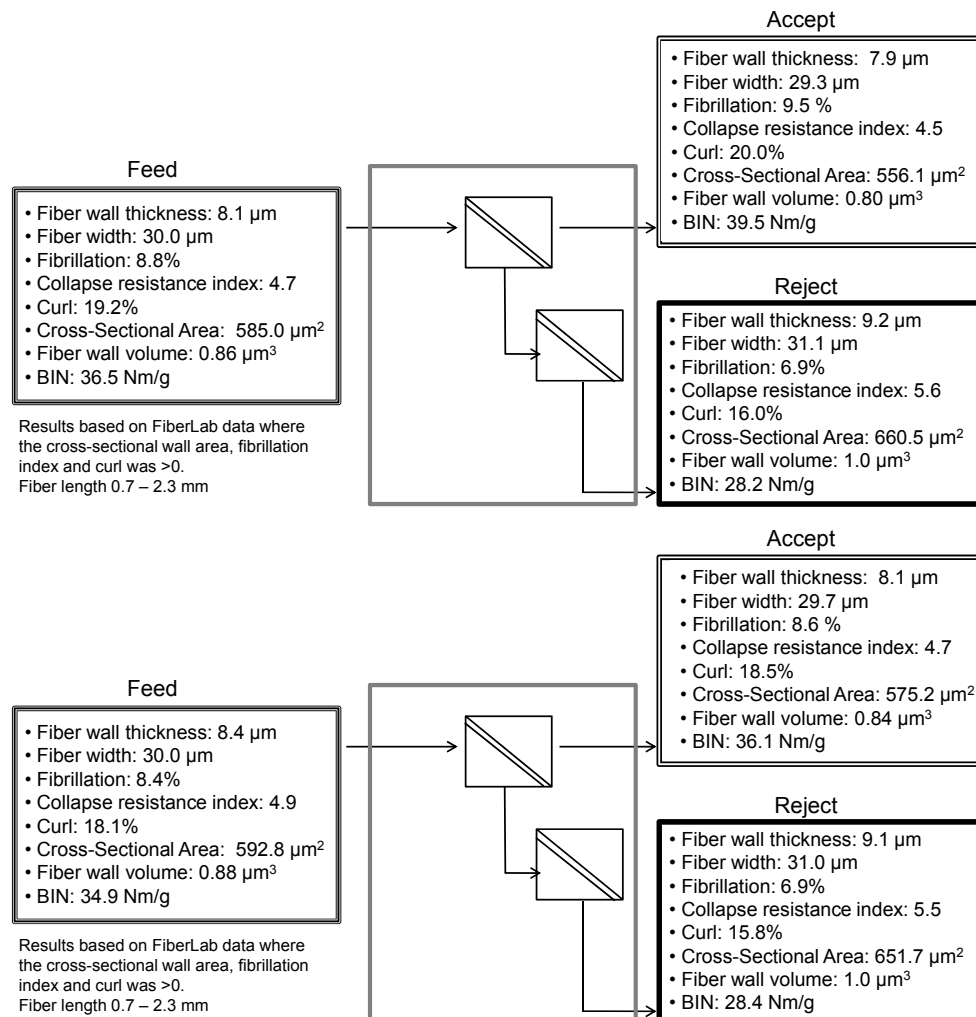 Accept
• Fiber wall thickness:  7.9 µm
• Fiber width: 29.3 µm
• Fibrillation: 9.5 %
• Collapse resistance index: 4.5
• Curl: 20.0%
• Cross-Sectional Area: 556.1 µm²
• Fiber wall volume: 0.80 µm³
• BIN: 39.5 Nm/g
Feed
• Fiber wall thickness: 8.1 µm
• Fiber width: 30.0 µm
• Fibrillation: 8.8%
• Collapse resistance index: 4.7
• Curl: 19.2%
• Cross-Sectional Area:  585.0 µm²
• Fiber wall volume: 0.86 µm³
• BIN: 36.5 Nm/g
Results based on FiberLab data where
the cross-sectional wall area, fibrillation
index and curl was >0.
Fiber length 0.7 – 2.3 mm
Reject
• Fiber wall thickness: 9.2 µm
• Fiber width: 31.1 µm
• Fibrillation: 6.9%
• Collapse resistance index: 5.6
• Curl: 16.0%
• Cross-Sectional Area: 660.5 µm²
• Fiber wall volume: 1.0 µm³
• BIN: 28.2 Nm/g
Accept
• Fiber wall thickness:  8.1 µm
• Fiber width: 29.7 µm
• Fibrillation: 8.6 %
• Collapse resistance index: 4.7
• Curl: 18.5%
• Cross-Sectional Area: 575.2 µm²
• Fiber wall volume: 0.84 µm³
• BIN: 36.1 Nm/g
Feed
• Fiber wall thickness: 8.4 µm
• Fiber width: 30.0 µm
• Fibrillation: 8.4%
• Collapse resistance index: 4.9
• Curl: 18.1%
• Cross-Sectional Area:  592.8 µm²
• Fiber wall volume: 0.88 µm³
• BIN: 34.9 Nm/g
Results based on FiberLab data where
the cross-sectional wall area, fibrillation
index and curl was >0.
Fiber length 0.7 – 2.3 mm
Reject
• Fiber wall thickness: 9.1 µm
• Fiber width: 31.0 µm
• Fibrillation: 6.9%
• Collapse resistance index: 5.5
• Curl: 15.8%
• Cross-Sectional Area: 651.7 µm²
• Fiber wall volume: 1.0 µm³
• BIN: 28.4 Nm/g